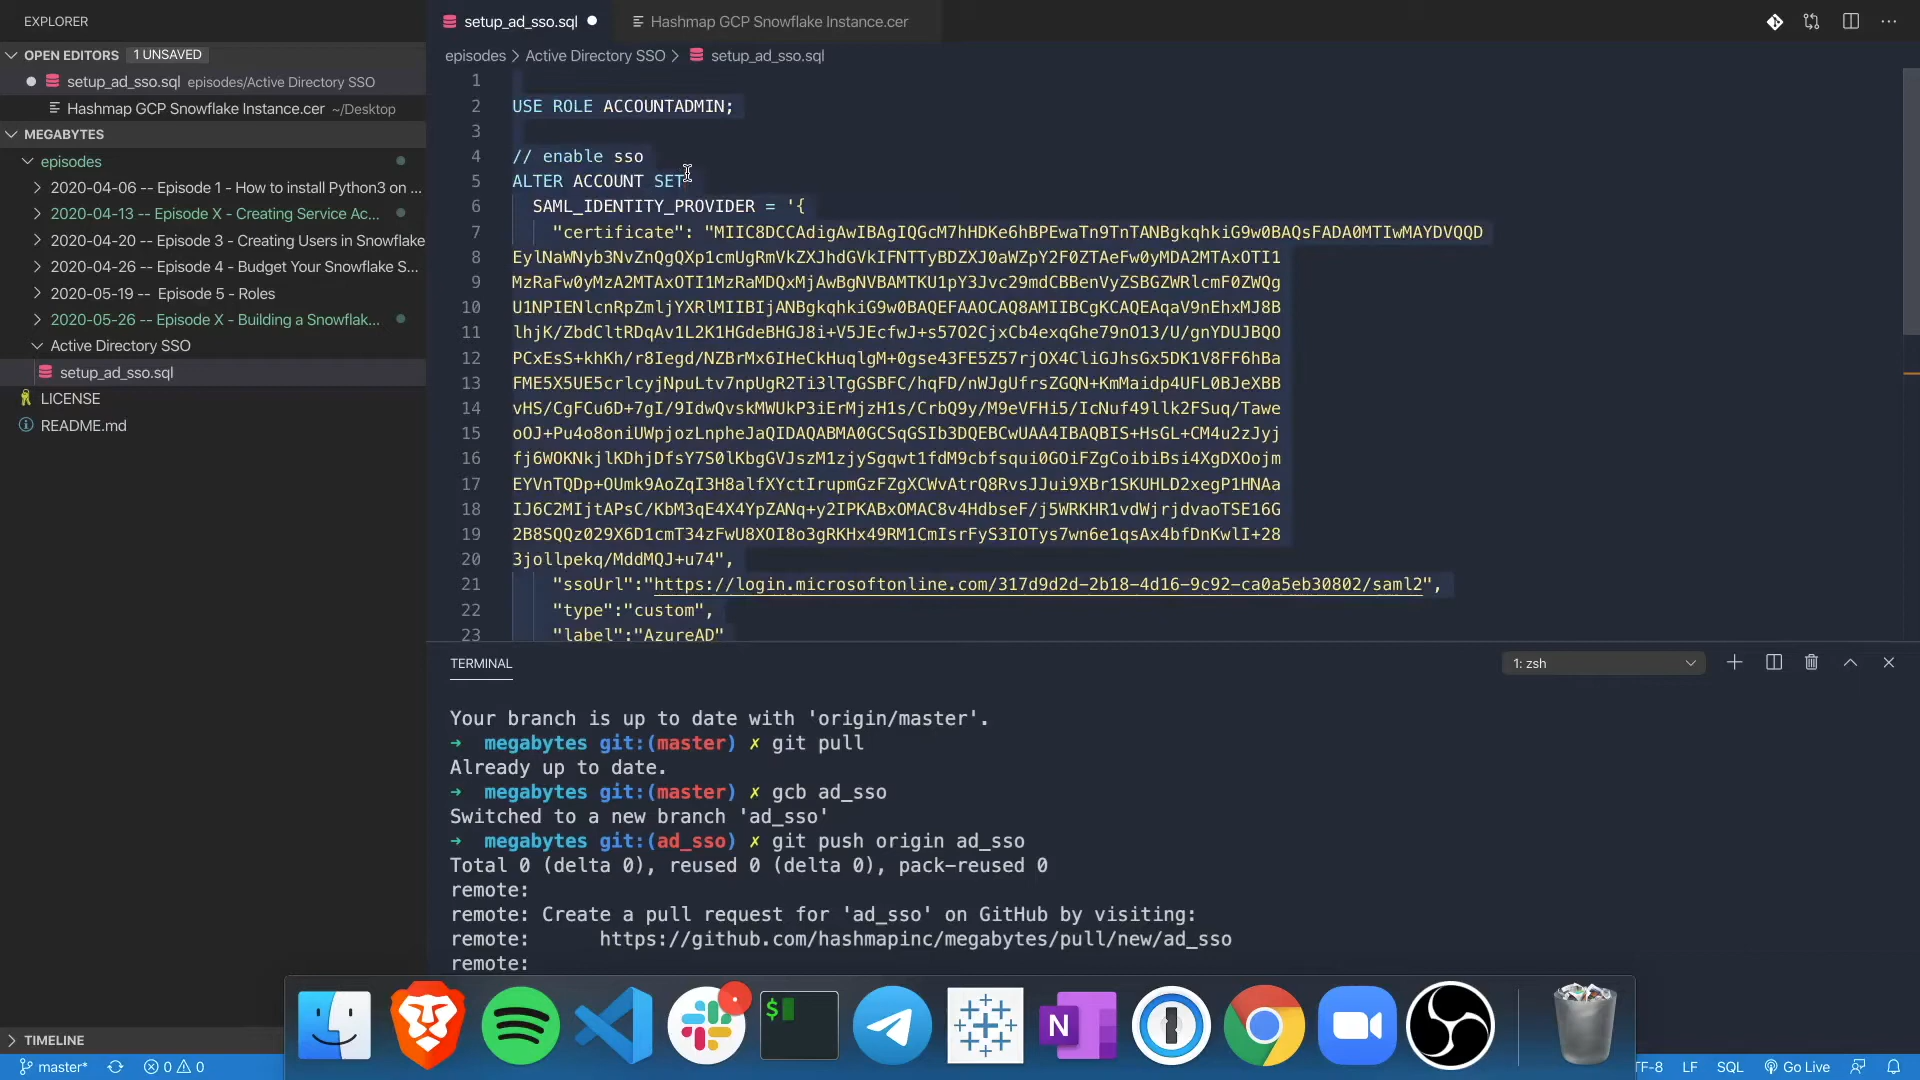 EXPLORER
OPEN EDITORS 1 UNSAVED
setup_ad_sso.sql episodes/Active Directory SSO
Hashmap GCP Snowflake Instance.cer ~/Desktop
MEGABYTES
episodes
2020-04-06 -- Episode 1 - How to install Python3 on ...
2020-04-13 -- Episode X - Creating Service Ac...
2020-04-20 -- Episode 3 - Creating Users in Snowflake
2020-04-26 -- Episode 4 - Budget Your Snowflake S...
2020-05-19 -- Episode 5 - Roles
2020-05-26 -- Episode X - Building a Snowflak...
Active Directory SSO
setup_ad_sso.sql
LICENSE
README.md
TIMELINE
setup_ad_sso.sql
Hashmap GCP Snowflake Instance.cer
episodes > Active Directory SSO > setup_ad_sso.sql
1
2 USE ROLE ACCOUNTADMIN;
3
4 // enable sso
5 ALTER ACCOUNT SET
6 SAML_IDENTITY_PROVIDER = '{
7 "certificate": "MIIC8DCCAdigAwIBAgIQGcM7hHDKe6hBPEwaTn9TnTANBgkqhkiG9w0BAQsFADA0MTIwMAYDVQQD
8 EylNaWNyb3NvZnQgQXp1cmUgRmVkZXJhdGVkIFNTTyBDZXJ0aWZpY2F0ZTAeFw0yMDA2MTAxOTI1
9 MzRaFw0yMzA2MTAxOTI1MzRaMDQxMjAwBgNVBAMTKU1pY3Jvc29mdCBBenVyZSBGZWRlcmF0ZWQg
10 U1NPIENlcnRpZmljYXRlMIIBIjANBgkqhkiG9w0BAQEFAAOCAQ8AMIIBCgKCAQEAqaV9nEhxMJ8B
11 lhjK/ZbdCltRDqAv1L2K1HGdeBHGJ8i+V5JEcfwJ+s57O2CjxCb4exqGhe79nO13/U/gnYDUJBQO
12 PCxEsS+khKh/r8Iegd/NZBrMx6IHeCkHuqlgM+0gse43FE5Z57rjOX4CliGJhsGx5DK1V8FF6hBa
13 FME5X5UE5crlcyjNpuLtv7npUgR2Ti3lTgGSBFC/hqFD/nWJgUfrsZGQN+KmMaidp4UFL0BJeXBB
14 vHS/CgFCu6D+7gI/9IdwQvskMWUkP3iErMjzH1s/CrbQ9y/M9eVFHi5/IcNuf49llk2FSuq/Tawe
15 oOJ+Pu4o8oniUWpjozLnpheJaQIDAQABMA0GCSqGSIb3DQEBCwUAA4IBAQBIS+HsGL+CM4u2zJyj
16 fj6WOKNkjlKDhjDfsY7S0lKbgGVJszM1zjySgqwt1fdM9cbfsqui0GOiFZgCoibiBsi4XgDXOojm
17 EYVnTQDp+OUmk9AoZqI3H8alfXYctIrupmGzFZgXCWvAtrQ8RvsJJui9XBr1SKUHLD2xegP1HNAa
18 IJ6C2MIjtAPsC/KbM3qE4X4YpZANq+y2IPKABxOMAC8v4HdbseF/j5WRKHR1vdWjrjdvaoTSE16G
19 2B8SQQz029X6D1cmT34zFwU8XOI8o3gRKHx49RM1CmIsrFyS3IOTys7wn6e1qsAx4bfDnKwlI+28
20 3jollpekq/MddMQJ+u74",
21 "ssoUrl":"https://login.microsoftonline.com/317d9d2d-2b18-4d16-9c92-ca0a5eb30802/saml2",
22 "type":"custom",
23 "label":"AzureAD"
TERMINAL
1: zsh
Your branch is up to date with 'origin/master'.
→ megabytes git:(master) ✗ git pull
Already up to date.
→ megabytes git:(master) ✗ gcb ad_sso
Switched to a new branch 'ad_sso'
→ megabytes git:(ad_sso) ✗ git push origin ad_sso
Total 0 (delta 0), reused 0 (delta 0), pack-reused 0
remote:
remote: Create a pull request for 'ad_sso' on GitHub by visiting:
remote: https://github.com/hashmapinc/megabytes/pull/new/ad_sso
remote:
$
N
master* 0 0
TF-8 LF SQL Go Live